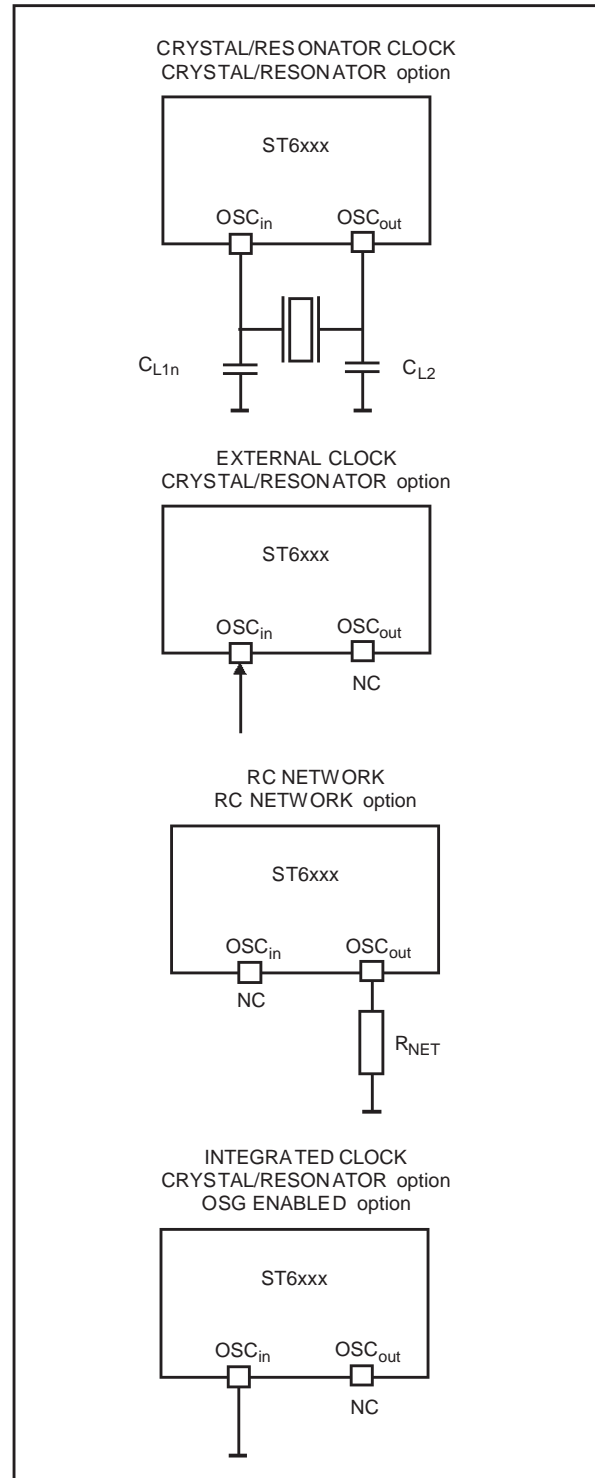 CRYSTAL/RESONATOR CLOCK
CRYSTAL/RESONATOR option
ST6xxx
OSCin OSCout
CL1n CL2
EXTERNAL CLOCK
CRYSTAL/RESONATOR option
ST6xxx
OSCin OSCout
NC
RC NETWORK
RC NETWORK option
ST6xxx
OSCin OSCout
NC
RNET
INTEGRATED CLOCK
CRYSTAL/RESONATOR option
OSG ENABLED option
ST6xxx
OSCin OSCout
NC